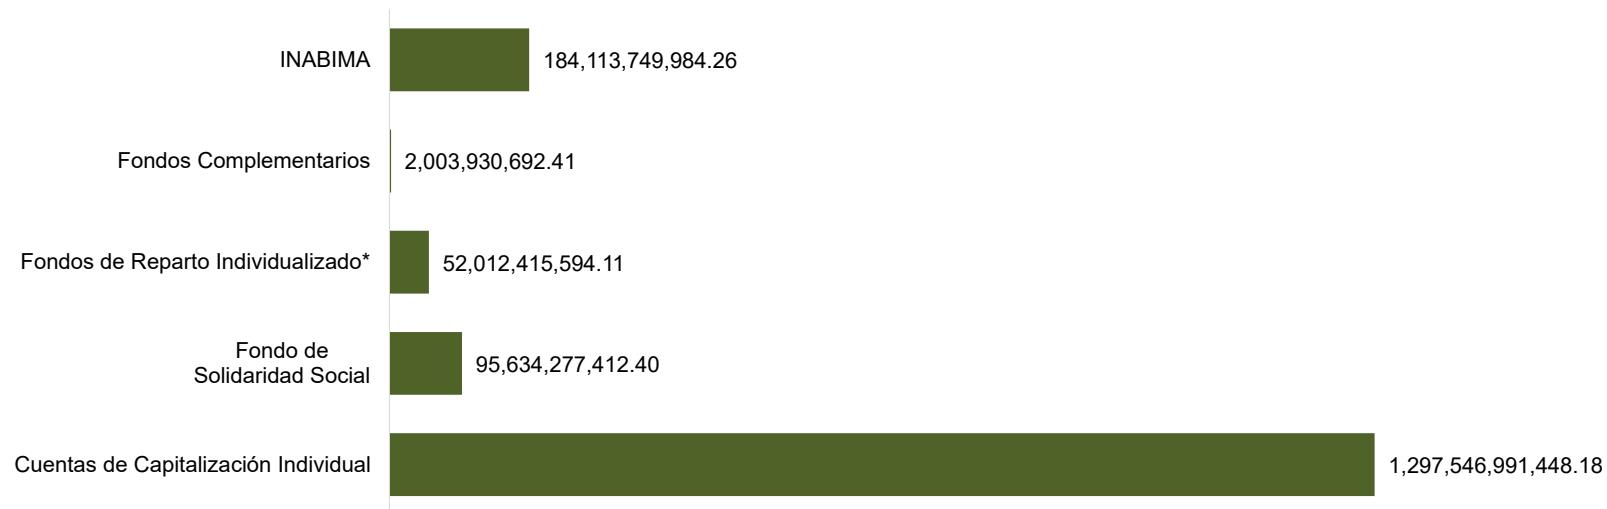 INABIMA
184,113,749,984.26
Fondos Complementarios
2,003,930,692.41
Fondos de Reparto Individualizado*
52,012,415,594.11
Fondo de
Solidaridad Social
95,634,277,412.40
Cuentas de Capitalización Individual
1,297,546,991,448.18